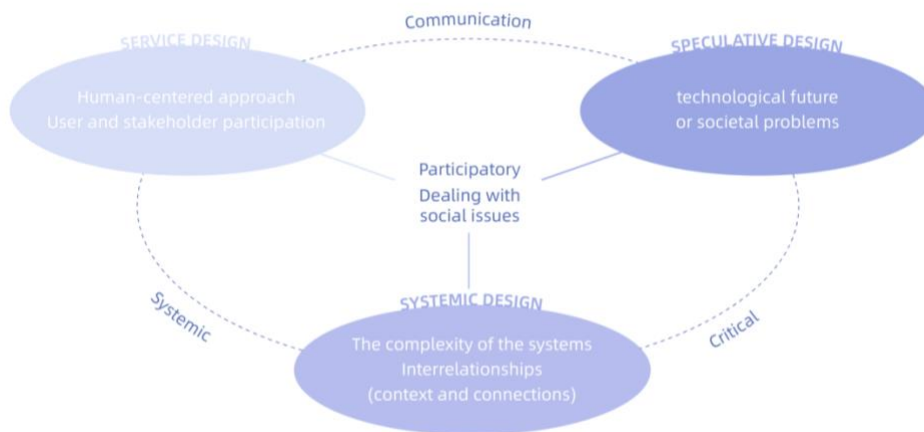 Communication
SERVICE DESIGN
SPECULATIVE DESIGN
Human-centered approach
User and stakeholder participation
technological future
or societal problems
Participatory
Dealing with
social issues
Systemic
Critical
SYSTEMIC DESIGN
The complexity of the systems
Interrelationships
(context and connections)